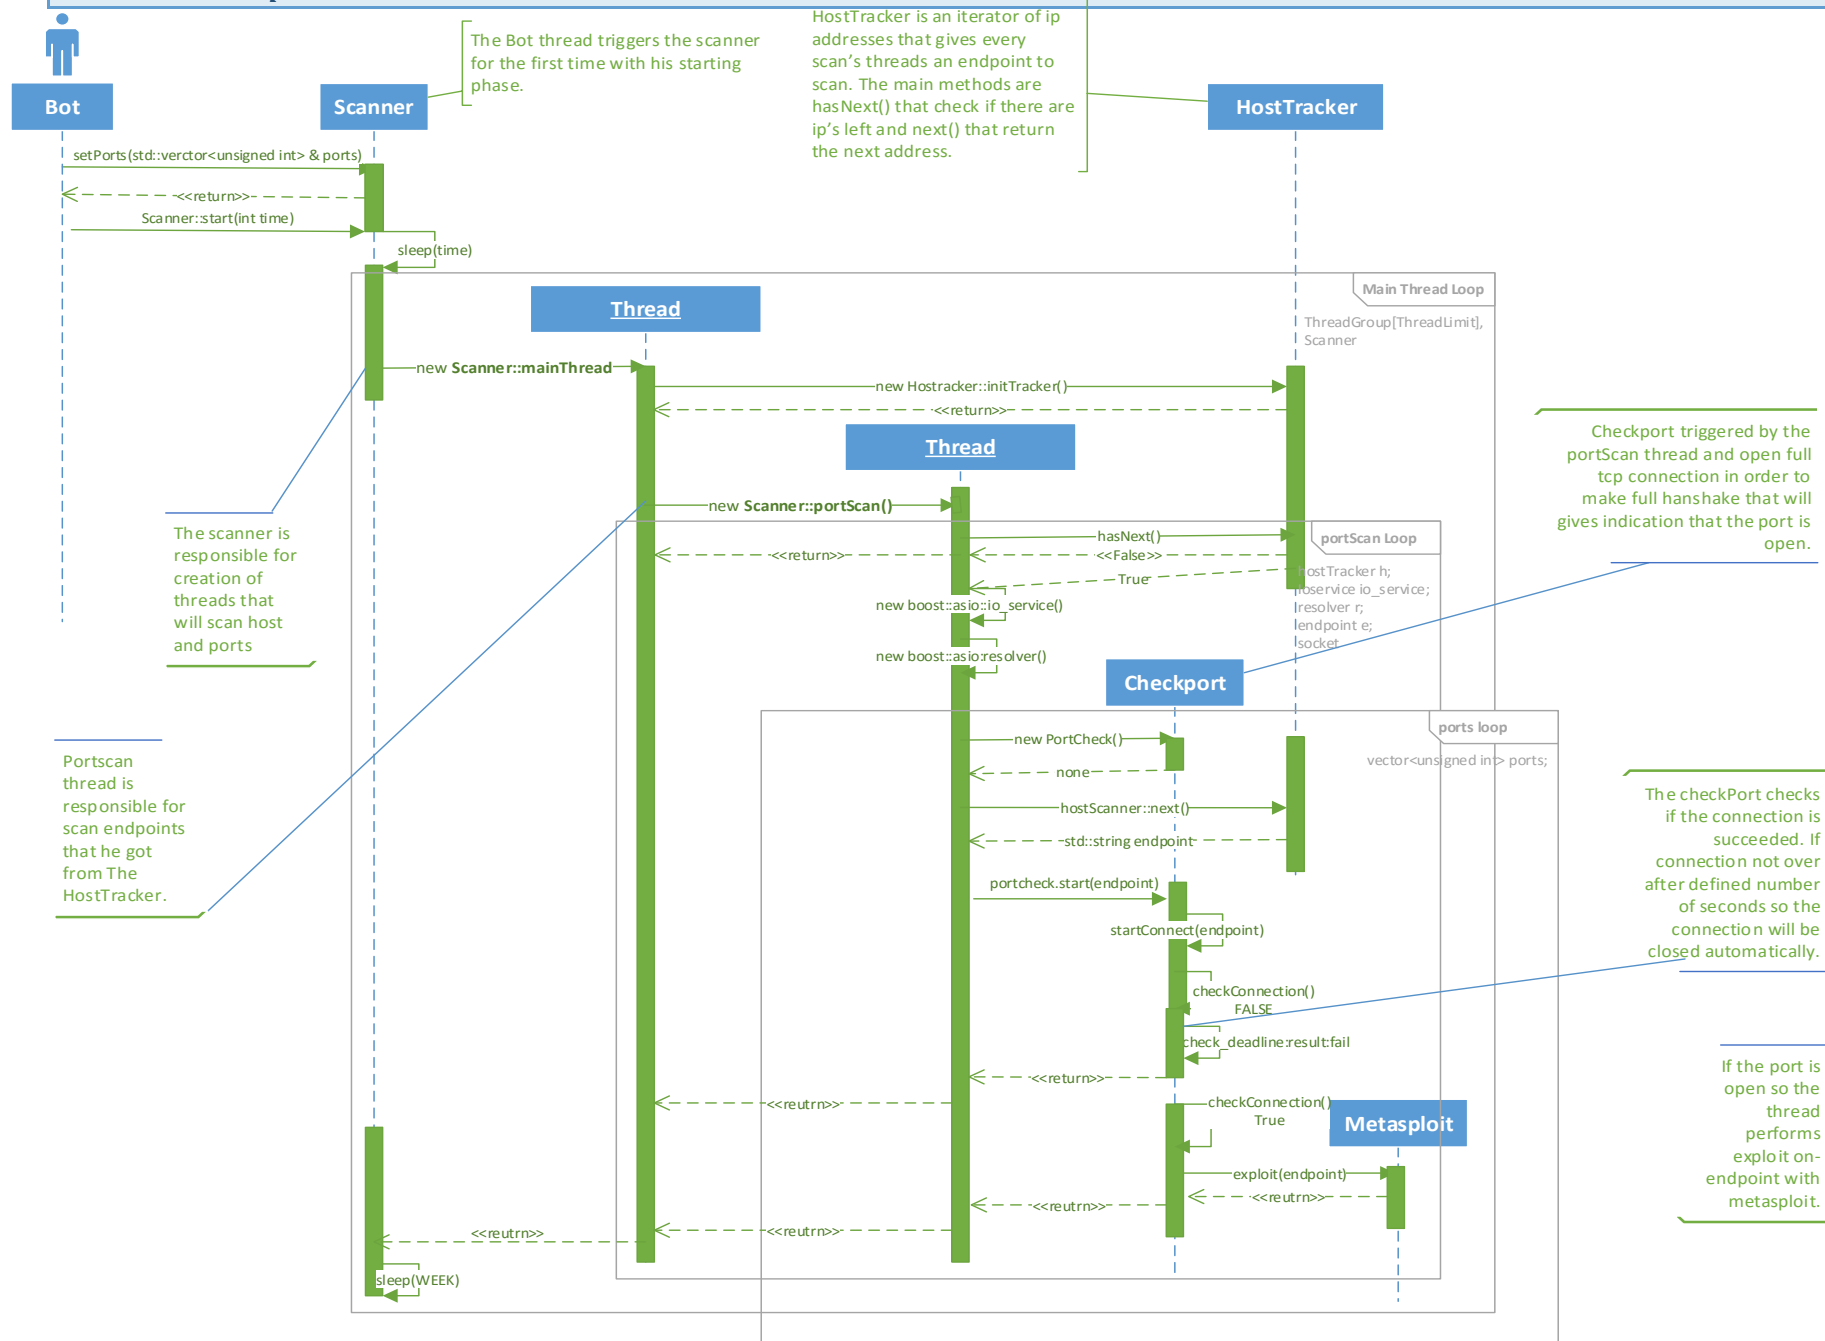 The Bot thread triggers the scanner
for the first time with his starting
phase.
HostTracker is an iterator of ip
addresses that gives every
scan's threads an endpoint to
scan. The main methods are
hasNext() that check if there are
ip's left and next() that return
the next address.
Bot
Scanner
HostTracker
setPorts(std::verctor<unsigned int> & ports)
<<return>>
Scanner::start(int time)
sleep(time)
Main Thread Loop
ThreadGroup[ThreadLimit],
Scanner
Thread
new Scanner::mainThread
new Hostracker::initTracker()
<<return>>
Thread
Checkport triggered by the
portScan thread and open full
tcp connection in order to
make full hanshake that will
gives indication that the port is
open.
new Scanner::portScan()
The scanner is
responsible for
creation of
threads that
will scan host
and ports
hasNext()
portScan Loop
<<return>>
<<False>>
True
hostTracker h;
ioservice io_service;
resolver r;
endpoint e;
socket
new boost::asio::io_service()
new boost::asio:resolver()
Checkport
ports loop
vector<unsigned int> ports;
new PortCheck()
none
Portscan
thread is
responsible for
scan endpoints
that he got
from The
HostTracker.
hostScanner::next()
std::string endpoint
The checkPort checks
if the connection is
succeeded. If
connection not over
after defined number
of seconds so the
connection will be
closed automatically.
portcheck.start(endpoint)
startConnect(endpoint)
checkConnection()
FALSE
check_deadline:result:fail
<<return>>
<<reutrn>>
checkConnection()
True
Metasploit
If the port is
open so the
thread
performs
exploit on-
endpoint with
metasploit.
exploit(endpoint)
<<reutrn>>
<<reutrn>>
<<reutrn>>
<<reutrn>>
sleep(WEEK)